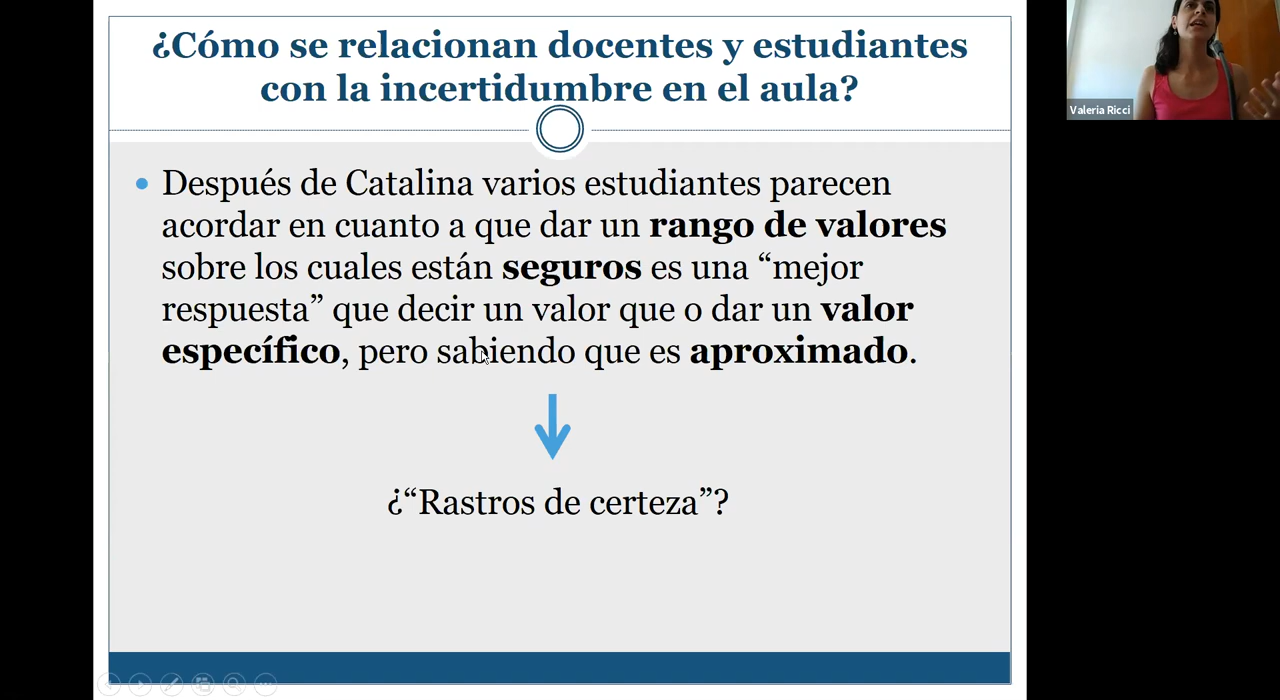 ¿Cómo se relacionan docentes y estudiantes
con la incertidumbre en el aula?
Valeria Ricci
• Después de Catalina varios estudiantes parecen
acordar en cuanto a que dar un rango de valores
sobre los cuales están seguros es una “mejor
respuesta” que decir un valor que o dar un valor
específico, pero sabiendo que es aproximado.
¿“Rastros de certeza”?